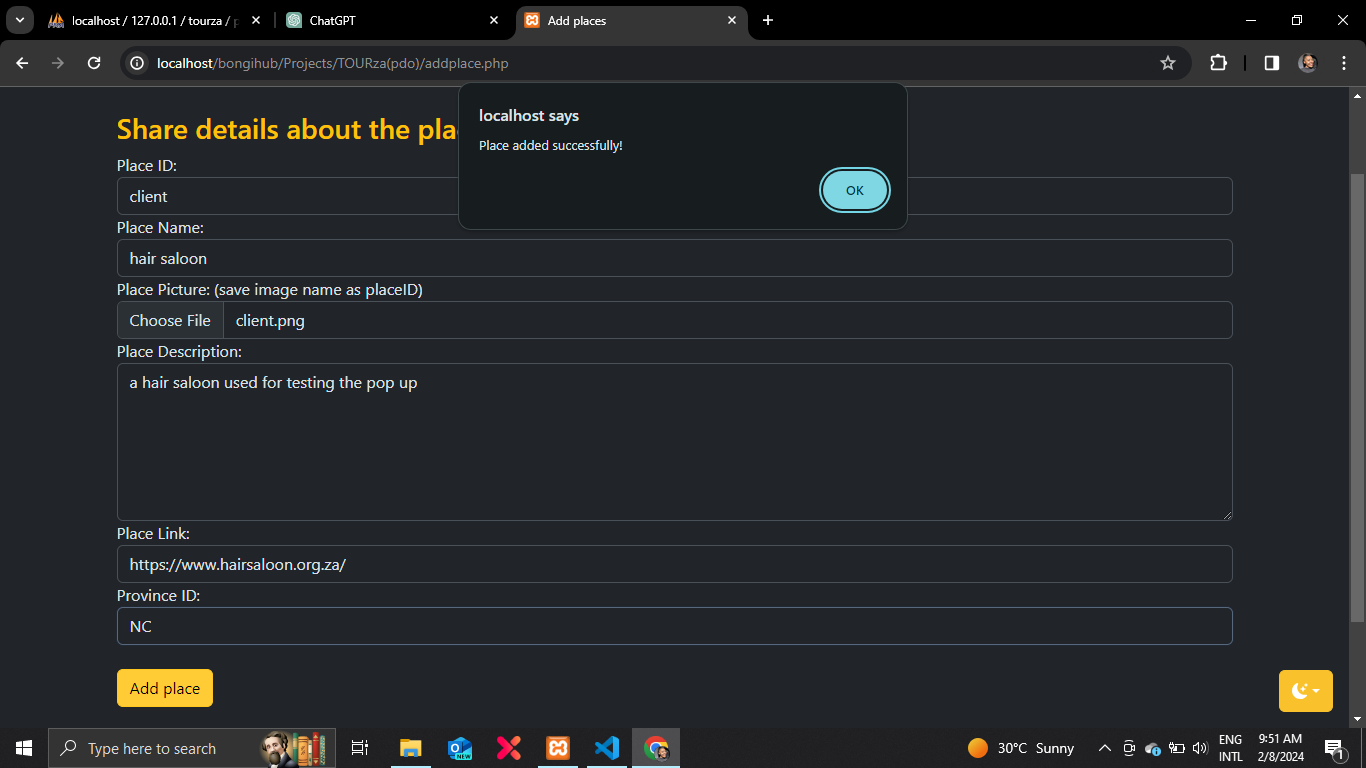 localhost / 127.0.0.1 / tourza / p
ChatGPT
Add places
localhost/bongihub/Projects/TOURza(pdo)/addplace.php
localhost says
Place added successfully!
OK
Share details about the pla
Place ID:
client
Place Name:
hair saloon
Place Picture: (save image name as placeID)
Choose File client.png
Place Description:
a hair saloon used for testing the pop up
Place Link:
https://www.hairsaloon.org.za/
Province ID:
NC
Add place
Type here to search
NEW
30°C Sunny
ENG
INTL
9:51 AM
2/8/2024
1